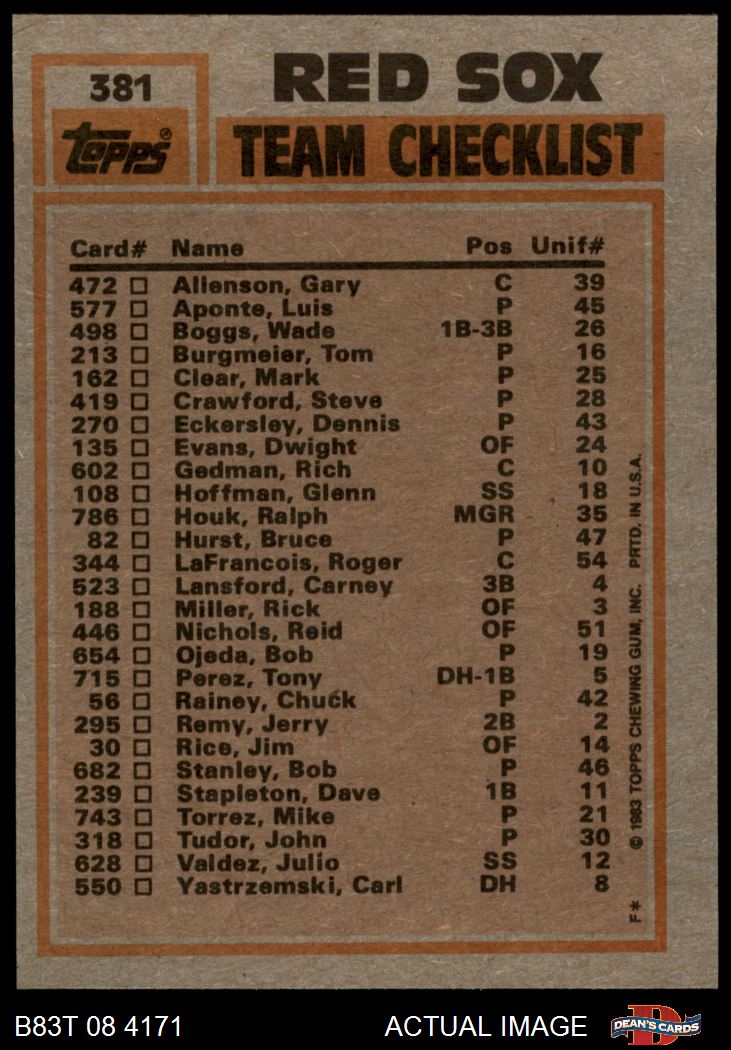 381
RED SOX
Topps®
TEAM CHECKLIST
Card# Name Pos Unif#
472 Allenson, Gary C 39
577 Aponte, Luis P 45
498 Boggs, Wade 1B-3B 26
213 Burgmeier, Tom P 16
162 Clear, Mark P 25
419 Crawford, Steve P 28
270 Eckersley, Dennis P 43
135 Evans, Dwight OF 24
602 Gedman, Rich C 10
108 Hoffman, Glenn SS 18
786 Houk, Ralph MGR 35
82 Hurst, Bruce P 47
344 LaFrancois, Roger C 54
523 Lansford, Carney 3B 4
188 Miller, Rick OF 3
446 Nichols, Reid OF 51
654 Ojeda, Bob P 19
715 Perez, Tony DH-1B 5
56 Rainey, Chuck P 42
295 Remy, Jerry 2B 2
30 Rice, Jim OF 14
682 Stanley, Bob P 46
239 Stapleton, Dave 1B 11
743 Torrez, Mike P 21
318 Tudor, John P 30
628 Valdez, Julio SS 12
550 Yastrzemski, Carl DH 8
F* © 1983 TOPPS CHEWING GUM, INC. PRTD. IN U.S.A.
B83T 08 4171 ACTUAL IMAGE
D
DEAN'S CARDS